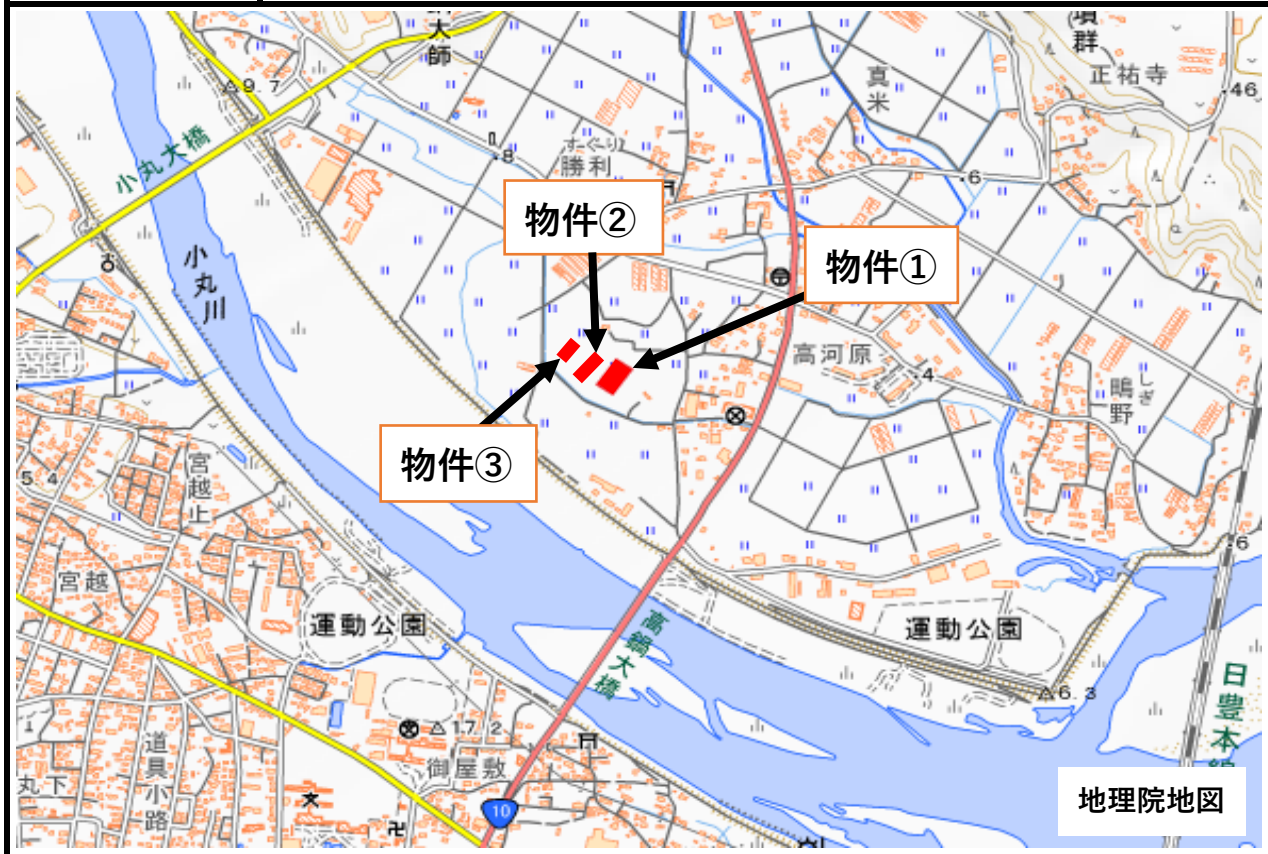 大師
群
正祐寺
真米
46
9.7
小丸大橋
すぐり
勝利
8
6
物件②
物件①
小丸川
高河原
4
鴫野
しぎ
物件③
宮越止
5.4
6
宮越
運動公園
運動公園
高鍋大橋
6.3
日豊本線
17.2
道具小路
御屋敷
丸下
10
文
地理院地図